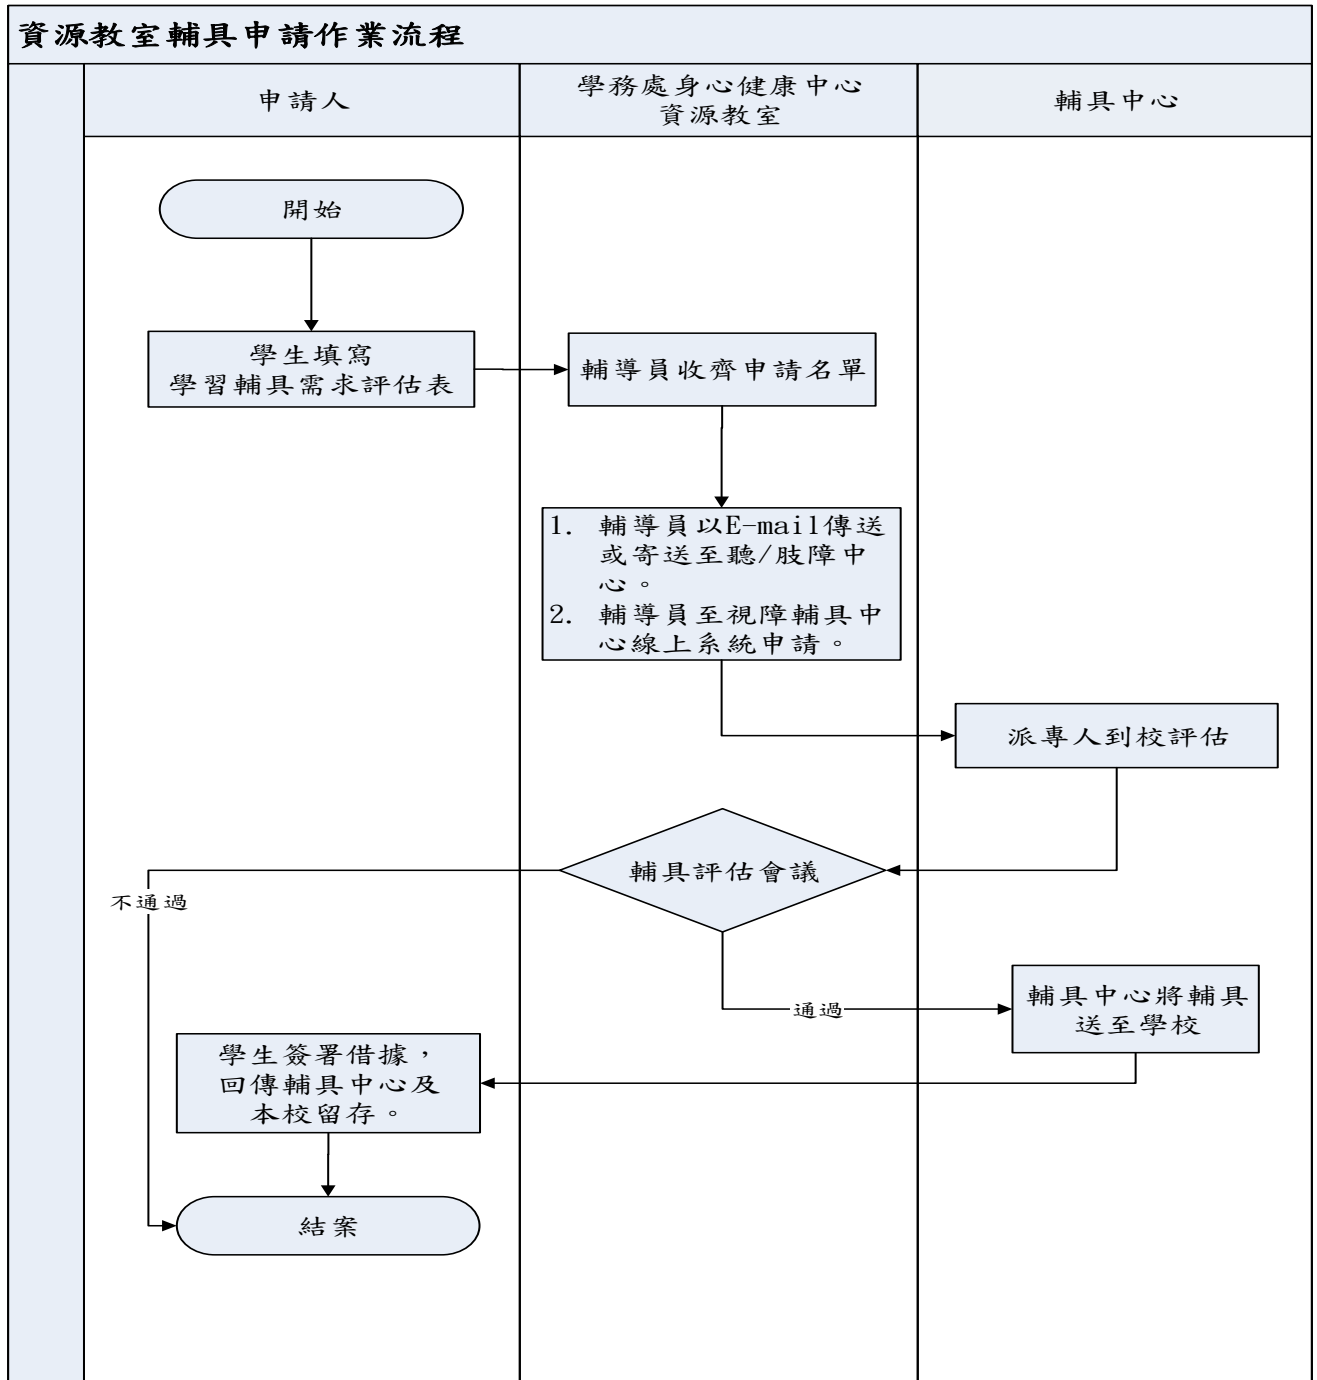 資源教室輔具申請作業流程
申請人
學務處身心健康中心
資源教室
輔具中心
開始
學生填寫
學習輔具需求評估表
輔導員收齊申請名單
1. 輔導員以E-mail傳送
或寄送至聽/肢障中
心。
2. 輔導員至視障輔具中
心線上系統申請。
派專人到校評估
輔具評估會議
不通過
通過
輔具中心將輔具
送至學校
學生簽署借據，
回傳輔具中心及
本校留存。
結案